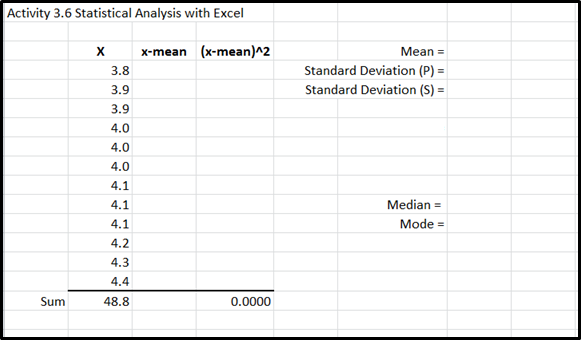 Activity 3.6 Statistical Analysis with Excel
X x-mean (x-mean)^2 Mean =
3.8 Standard Deviation (P) =
3.9 Standard Deviation (S) =
3.9
4.0
4.0
4.0
4.1
4.1 Median =
4.1 Mode =
4.2
4.3
4.4
Sum 48.8 0.0000